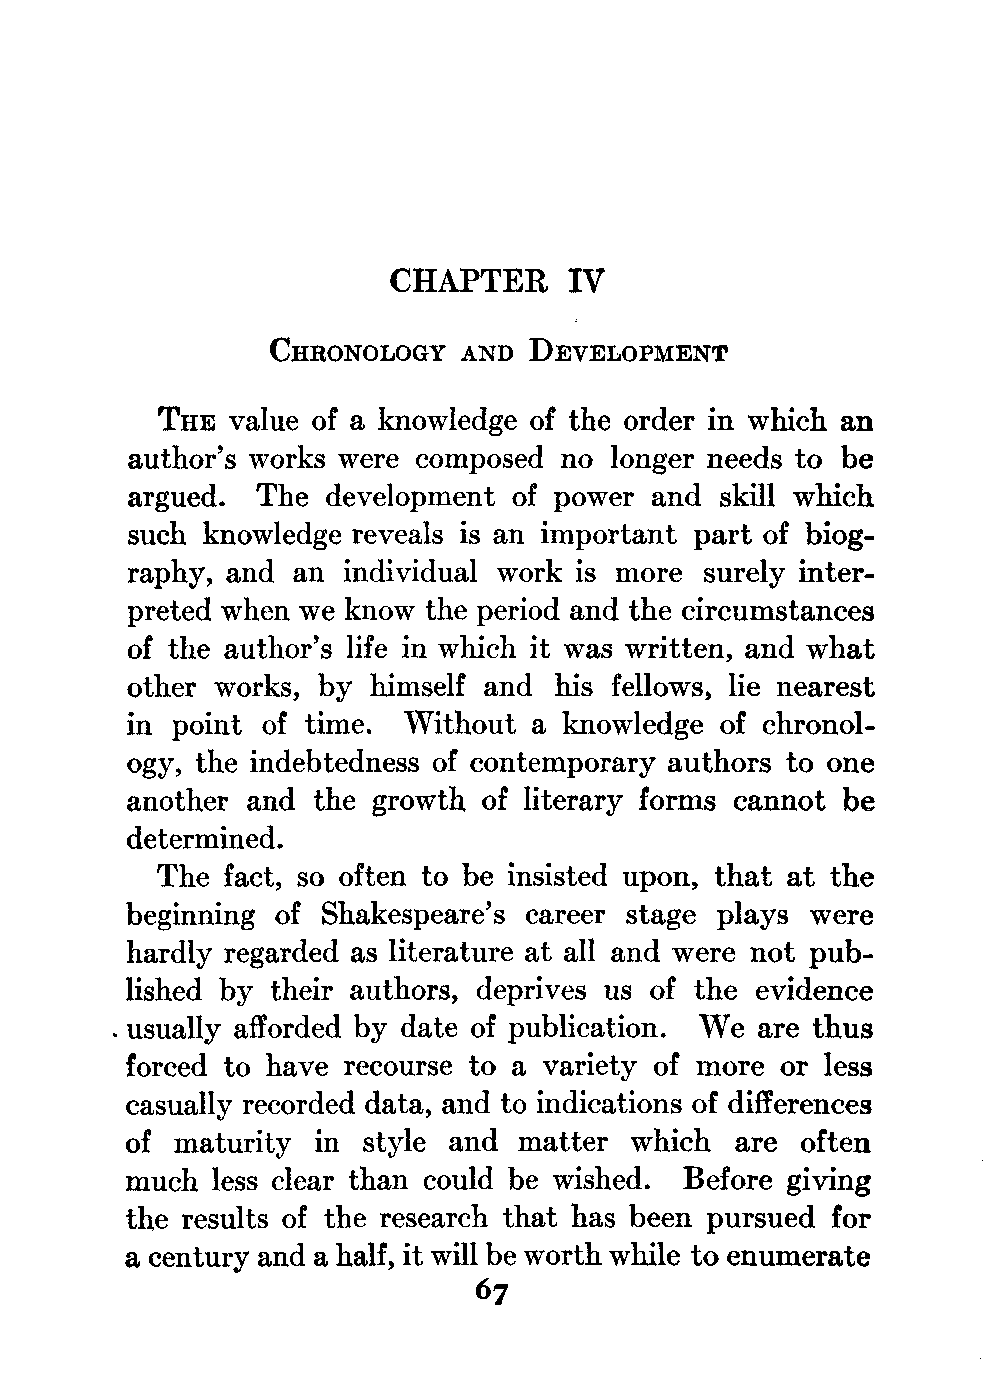 CHAPTER IV
CHRONOLOGY AND DEVELOPMENT
THE value of a knowledge of the order in which an
author's works were composed no longer needs to be
argued. The development of power and skill which
such knowledge reveals is an important part of biog-
raphy, and an individual work is more surely inter-
preted when we know the period and the circumstances
of the author's life in which it was written, and what
other works, by himself and his fellows, lie nearest
in point of time. Without a knowledge of chronol-
ogy, the indebtedness of contemporary authors to one
another and the growth of literary forms cannot be
determined.
The fact, so often to be insisted upon, that at the
beginning of Shakespeare's career stage plays were
hardly regarded as literature at all and were not pub-
lished by their authors, deprives us of the evidence
usually afforded by date of publication. We are thus
forced to have recourse to a variety of more or less
casually recorded data, and to indications of differences
of maturity in style and matter which are often
much less clear than could be wished. Before giving
the results of the research that has been pursued for
a century and a half, it will be worth while to enumerate
67